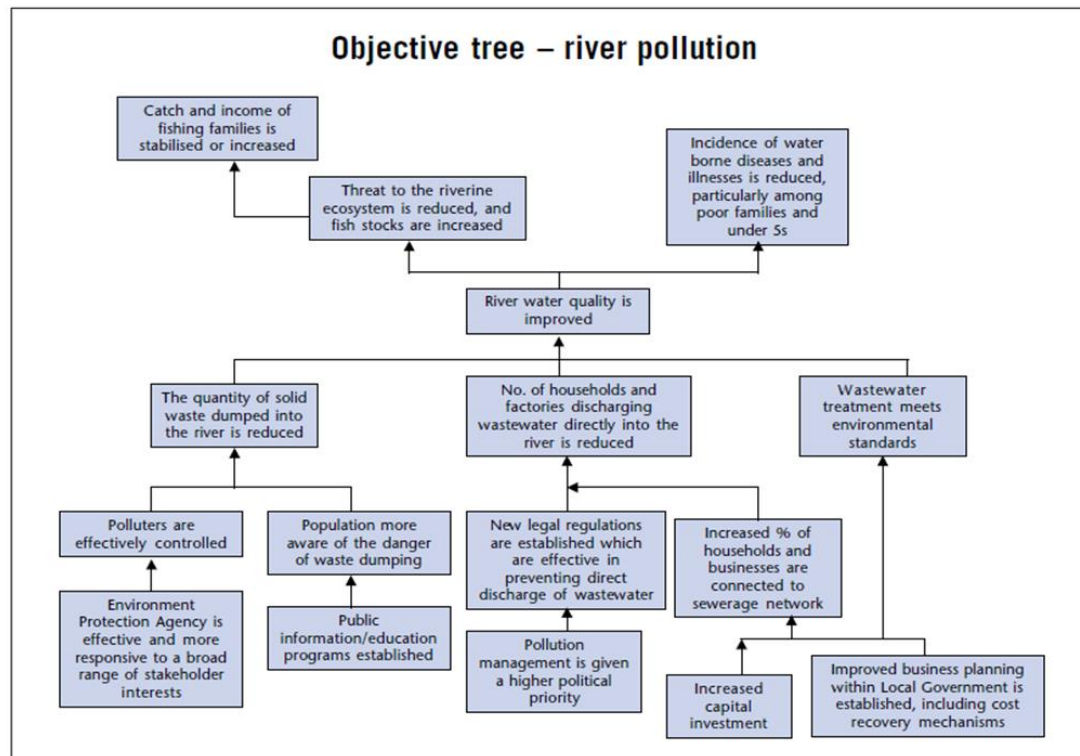 Objective tree – river pollution
Catch and income of
fishing families is
stabilised or increased
Incidence of water
borne diseases and
illnesses is reduced,
particularly among
poor families and
under 5s
Threat to the riverine
ecosystem is reduced, and
fish stocks are increased
River water quality is
improved
The quantity of solid
waste dumped into
the river is reduced
No. of households and
factories discharging
wastewater directly into the
river is reduced
Wastewater
treatment meets
environmental
standards
Polluters are
effectively controlled
Population more
aware of the danger
of waste dumping
New legal regulations
are established which
are effective in
preventing direct
discharge of wastewater
Increased % of
households and
businesses are
connected to
sewerage network
Environment
Protection Agency is
effective and more
responsive to a broad
range of stakeholder
interests
Public
information/education
programs established
Pollution
management is given
a higher political
priority
Increased
capital
investment
Improved business planning
within Local Government is
established, including cost
recovery mechanisms